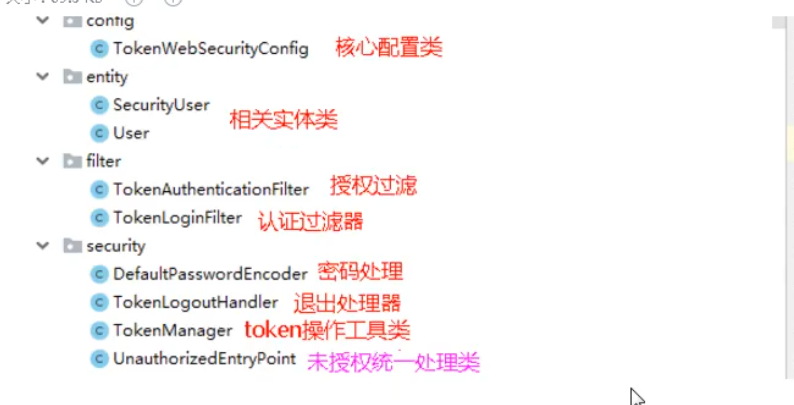 config
TokenWebSecurityConfig 核心配置类
entity
SecurityUser
相关实体类
User
filter
TokenAuthenticationFilter 授权过滤
TokenLoginFilter 认证过滤器
security
DefaultPasswordEncoder 密码处理
TokenLogoutHandler 退出处理器
TokenManager token操作工具类
UnauthorizedEntryPoint 未授权统一处理类